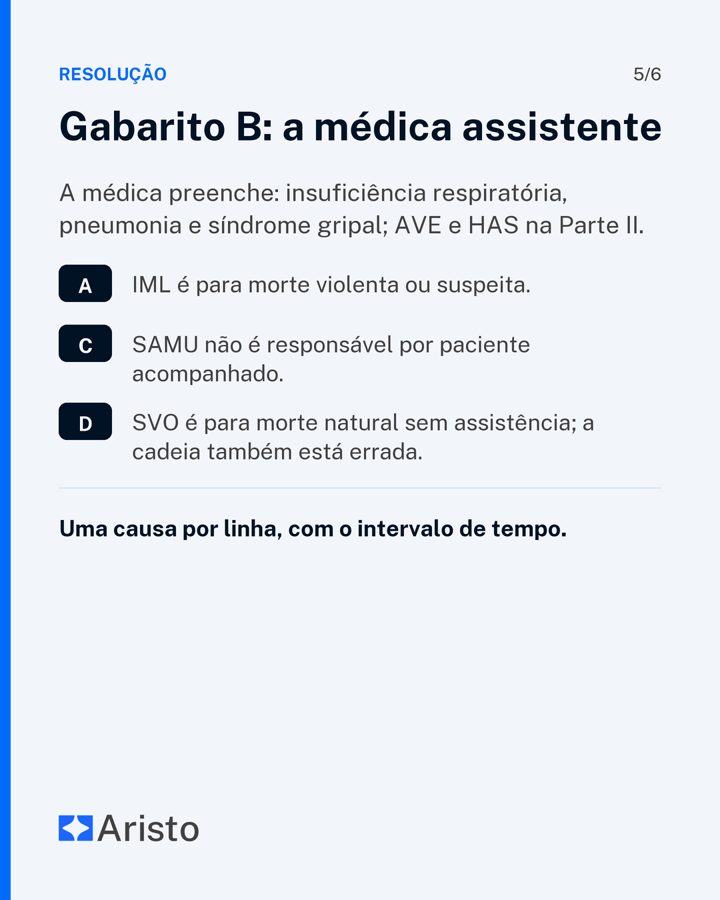 RESOLUÇÃO
5/6
Gabarito B: a médica assistente
A médica preenche: insuficiência respiratória,
pneumonia e síndrome gripal; AVE e HAS na Parte II.
A
IML é para morte violenta ou suspeita.
C
SAMU não é responsável por paciente
acompanhado.
D
SVO é para morte natural sem assistência; a
cadeia também está errada.
Uma causa por linha, com o intervalo de tempo.
Aristo